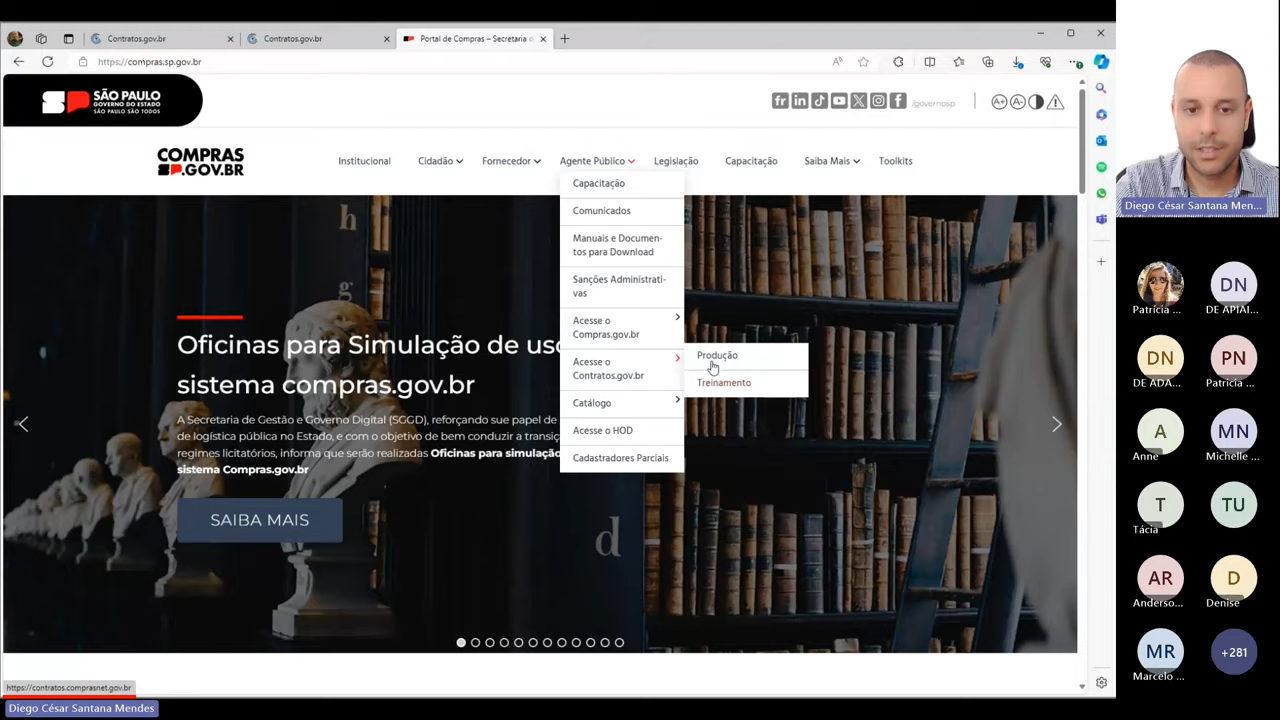 Contratos.gov.br
Contratos.gov.br
Portal de Compras – Secretaria d
https://compras.sp.gov.br
SÃO PAULO
GOVERNO DO ESTADO
SÃO PAULO SÃO TODOS
/governosp
A+
A-
COMPRAS
.GOV.BR
Institucional
Cidadão
Fornecedor
Agente Público
Legislação
Capacitação
Saiba Mais
Toolkits
Capacitação
Comunicados
Manuais e Documen-
tos para Download
Sanções Administrati-
vas
Acesse o
Compras.gov.br
Acesse o
Contratos.gov.br
Catálogo
Acesse o HOD
Cadastradores Parciais
Produção
Treinamento
Oficinas para Simulação de uso
sistema compras.gov.br
A Secretaria de Gestão e Governo Digital (SGGD), reforçando seu papel de
de logística pública no Estado, e com o objetivo de bem conduzir a transiç
regimes licitatórios, informa que serão realizadas Oficinas para simulação
sistema Compras.gov.br
SAIBA MAIS
h
g
d
https://contratos.comprasnet.gov.br
Diego César Santana Mendes
Diego César Santana Men...
Patrícia ...
DN
DE APIAI...
DN
DE ADA...
PN
Patrícia ...
A
Anne
MN
Michelle ...
T
Tácia
TU
AR
Anderso...
D
Denise
MR
Marcelo ...
+281